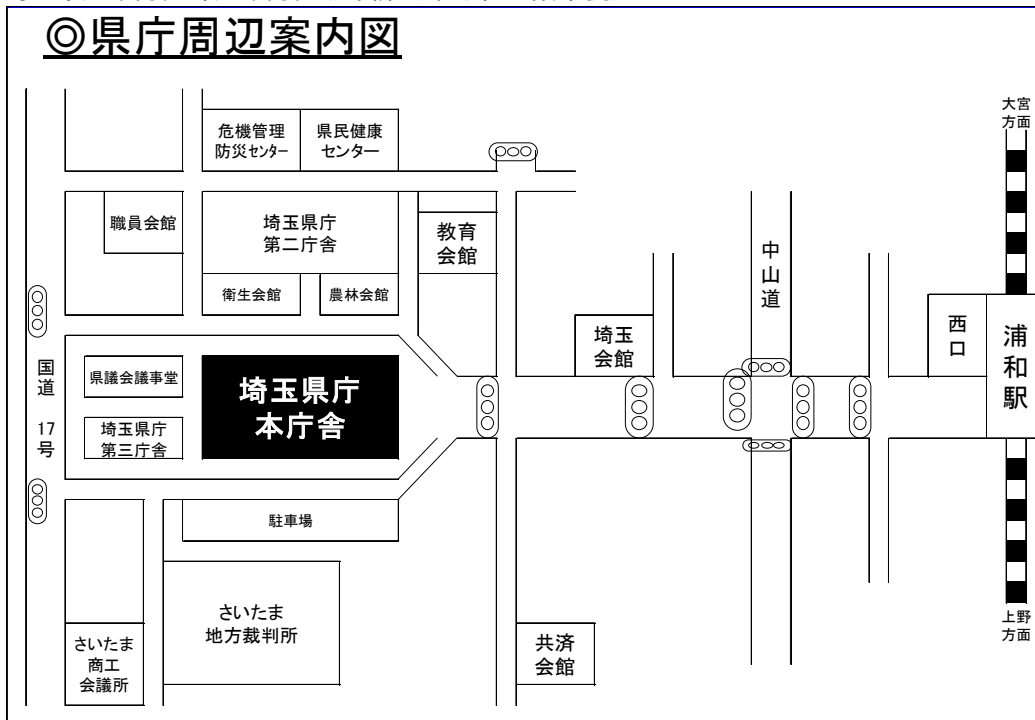 ◎県庁周辺案内図
大宮
方面
危機管理
防災センター
県民健康
センター
職員会館
埼玉県庁
第二庁舎
教育
会館
中山道
衛生会館
農林会館
埼玉
会館
西口
浦和駅
国道 17号
県議会議事堂
埼玉県庁
本庁舎
埼玉県庁
第三庁舎
駐車場
さいたま
地方裁判所
さいたま
商工
会議所
共済
会館
上野
方面